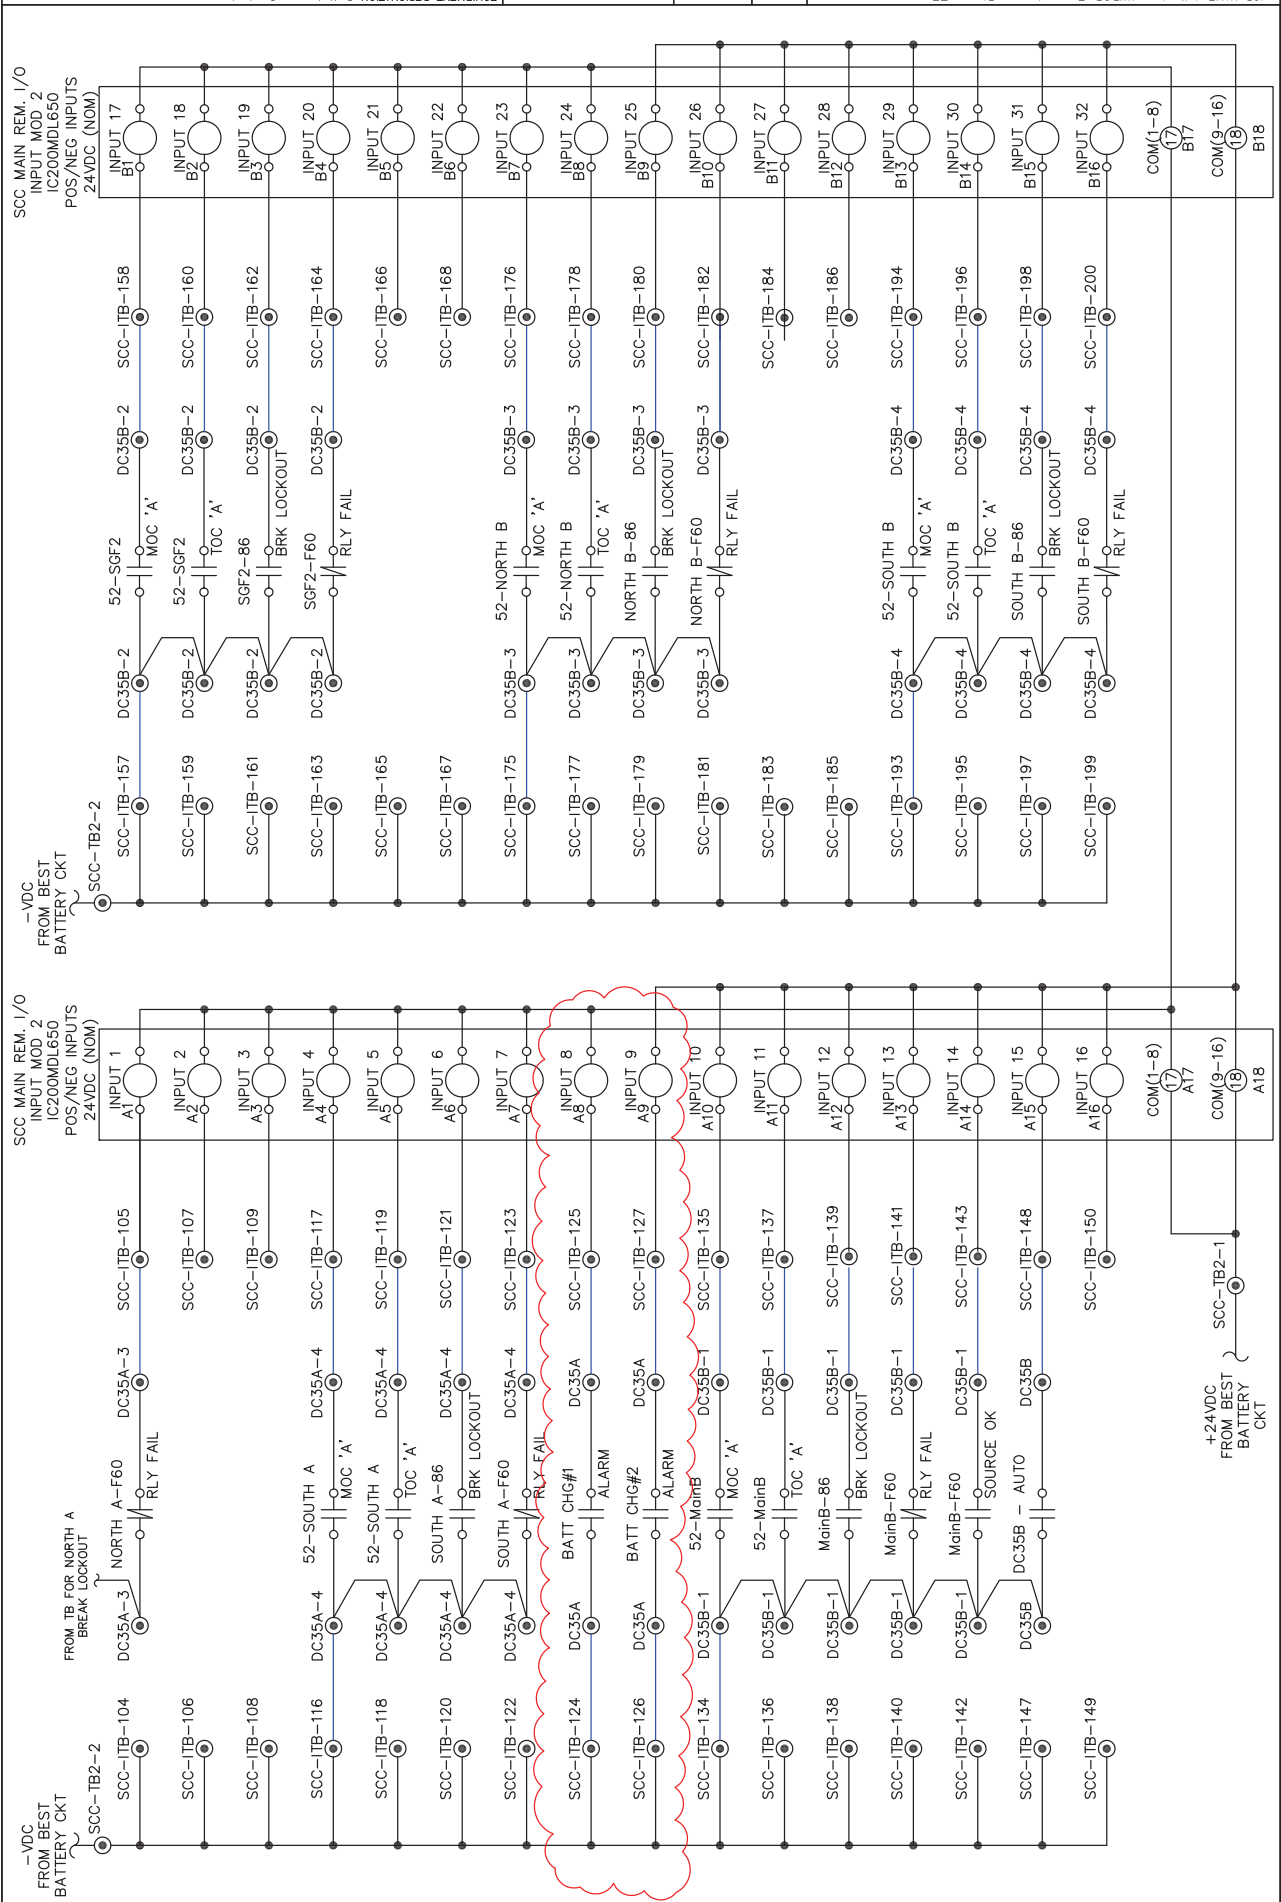 SCC MAIN REM. I/O
INPUT MOD 2
IC200MDL650
POS/NEG INPUTS
24VDC (NOM)
INPUT 17
B1
INPUT 18
B2
INPUT 19
B3
INPUT 20
B4
INPUT 21
B5
INPUT 22
B6
INPUT 23
B7
INPUT 24
B8
INPUT 25
B9
INPUT 26
B10
INPUT 27
B11
INPUT 28
B12
INPUT 29
B13
INPUT 30
B14
INPUT 31
B15
INPUT 32
B16
COM(1-8)
17
B17
COM(9-16)
18
B18
SCC-ITB-158
SCC-ITB-160
SCC-ITB-162
SCC-ITB-164
SCC-ITB-166
SCC-ITB-168
SCC-ITB-176
SCC-ITB-178
SCC-ITB-180
SCC-ITB-182
SCC-ITB-184
SCC-ITB-186
SCC-ITB-194
SCC-ITB-196
SCC-ITB-198
SCC-ITB-200
DC35B-2
DC35B-2
DC35B-2
DC35B-2
DC35B-3
DC35B-3
DC35B-3
DC35B-3
DC35B-4
DC35B-4
DC35B-4
DC35B-4
52-SGF2
MOC 'A'
52-SGF2
TOC 'A'
SGF2-86
BRK LOCKOUT
SGF2-F60
RLY FAIL
52-NORTH B
MOC 'A'
52-NORTH B
TOC 'A'
NORTH B-86
BRK LOCKOUT
NORTH B-F60
RLY FAIL
52-SOUTH B
MOC 'A'
52-SOUTH B
TOC 'A'
SOUTH B-86
BRK LOCKOUT
SOUTH B-F60
RLY FAIL
DC35B-2
DC35B-2
DC35B-2
DC35B-2
DC35B-3
DC35B-3
DC35B-3
DC35B-3
DC35B-4
DC35B-4
DC35B-4
DC35B-4
SCC-ITB-157
SCC-ITB-159
SCC-ITB-161
SCC-ITB-163
SCC-ITB-165
SCC-ITB-167
SCC-ITB-175
SCC-ITB-177
SCC-ITB-179
SCC-ITB-181
SCC-ITB-183
SCC-ITB-185
SCC-ITB-193
SCC-ITB-195
SCC-ITB-197
SCC-ITB-199
-VDC
FROM BEST
BATTERY CKT
SCC-TB2-2
SCC MAIN REM. I/O
INPUT MOD 2
IC200MDL650
POS/NEG INPUTS
24VDC (NOM)
INPUT 1
A1
INPUT 2
A2
INPUT 3
A3
INPUT 4
A4
INPUT 5
A5
INPUT 6
A6
INPUT 7
A7
INPUT 8
A8
INPUT 9
A9
INPUT 10
A10
INPUT 11
A11
INPUT 12
A12
INPUT 13
A13
INPUT 14
A14
INPUT 15
A15
INPUT 16
A16
COM(1-8)
17
A17
COM(9-16)
18
A18
SCC-ITB-105
SCC-ITB-107
SCC-ITB-109
SCC-ITB-117
SCC-ITB-119
SCC-ITB-121
SCC-ITB-123
SCC-ITB-125
SCC-ITB-127
SCC-ITB-135
SCC-ITB-137
SCC-ITB-139
SCC-ITB-141
SCC-ITB-143
SCC-ITB-148
SCC-ITB-150
SCC-TB2-1
+24VDC
FROM BEST
BATTERY
CKT
DC35A-3
DC35A-4
DC35A-4
DC35A-4
DC35A-4
DC35A
DC35A
DC35B-1
DC35B-1
DC35B-1
DC35B-1
DC35B-1
DC35B
FROM TB FOR NORTH A
BREAK LOCKOUT
NORTH A-F60
RLY FAIL
52-SOUTH A
MOC 'A'
52-SOUTH A
TOC 'A'
SOUTH A-86
BRK LOCKOUT
SOUTH A-F60
RLY FAIL
BATT CHG#1
ALARM
BATT CHG#2
ALARM
52-MainB
MOC 'A'
52-MainB
TOC 'A'
MainB-86
BRK LOCKOUT
MainB-F60
RLY FAIL
MainB-F60
SOURCE OK
DC35B - AUTO
DC35A-3
DC35A-4
DC35A-4
DC35A-4
DC35A-4
DC35A
DC35A
DC35B-1
DC35B-1
DC35B-1
DC35B-1
DC35B-1
DC35B
SCC-ITB-104
SCC-ITB-106
SCC-ITB-108
SCC-ITB-116
SCC-ITB-118
SCC-ITB-120
SCC-ITB-122
SCC-ITB-124
SCC-ITB-126
SCC-ITB-134
SCC-ITB-136
SCC-ITB-138
SCC-ITB-140
SCC-ITB-142
SCC-ITB-147
SCC-ITB-149
-VDC
FROM BEST
BATTERY CKT
SCC-TB2-2